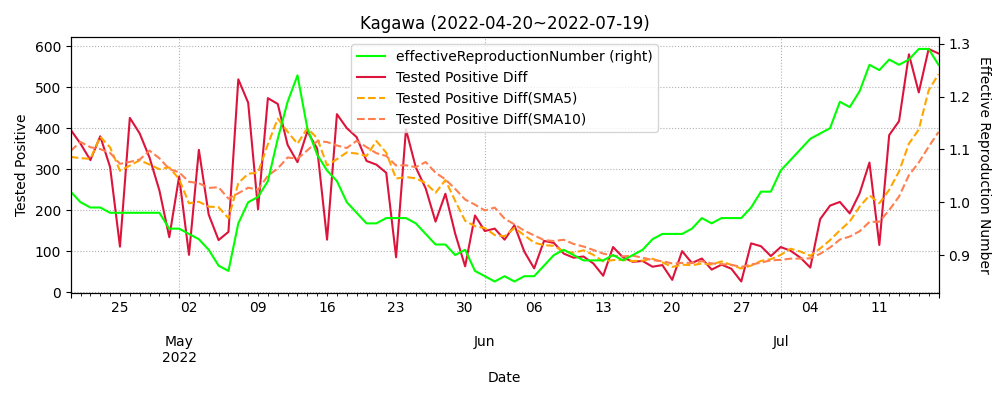 Kagawa (2022-04-20~2022-07-19)
effectiveReproductionNumber (right)
Tested Positive Diff
Tested Positive Diff(SMA5)
Tested Positive Diff(SMA10)
Tested Positive
600
500
400
300
200
100
0
1.3
1.2
1.1
1.0
0.9
Effective Reproduction Number
25 02 09 16 23 30 06 13 20 27 04 11
May Jun Jul
2022
Date